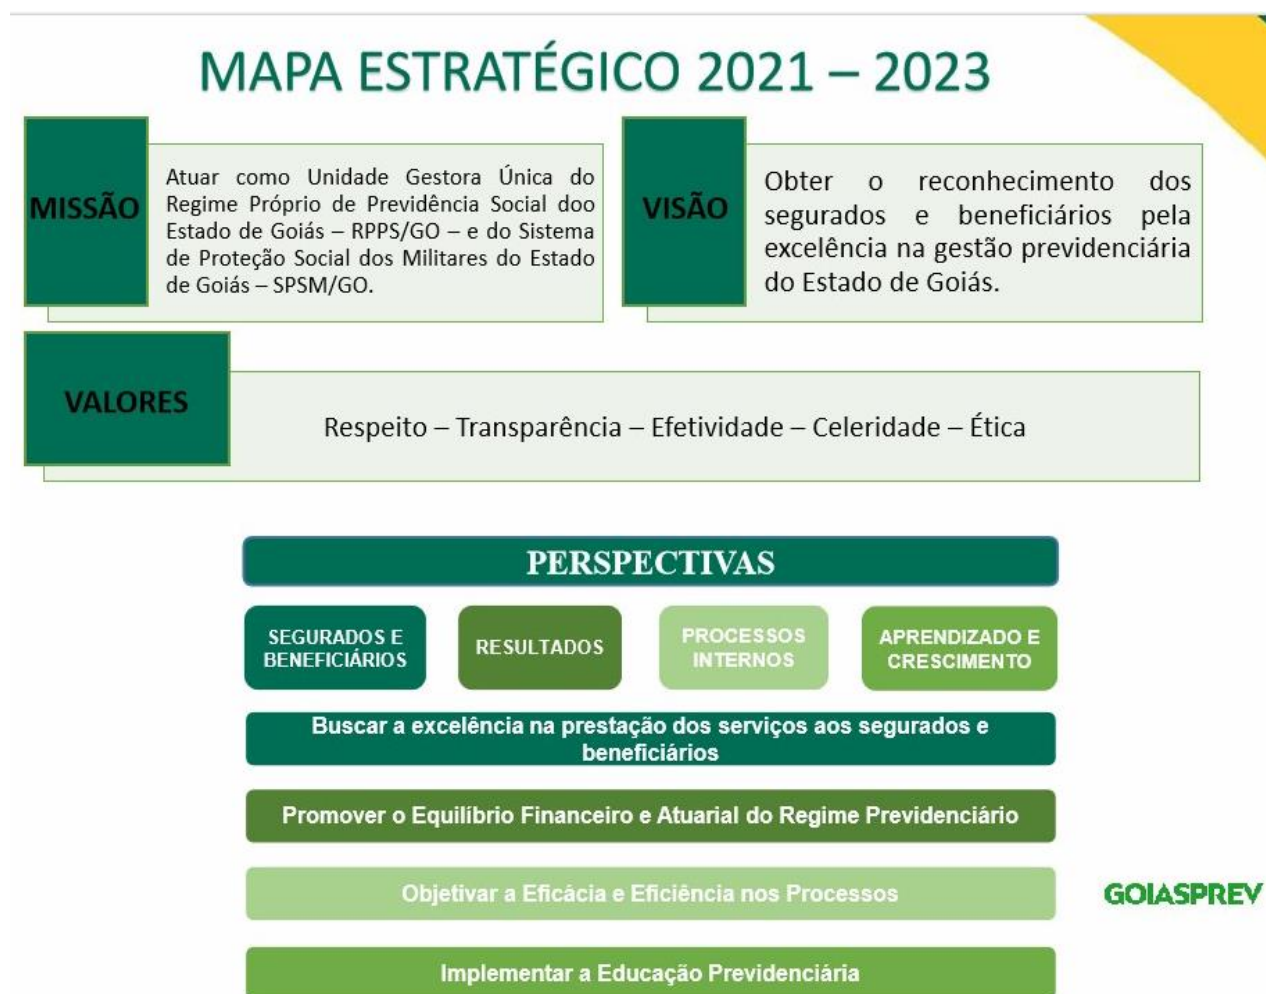 MAPA ESTRATÉGICO 2021 – 2023
MISSÃO
Atuar como Unidade Gestora Única do
Regime Próprio de Previdência Social doo
Estado de Goiás – RPPS/GO – e do Sistema
de Proteção Social dos Militares do Estado
de Goiás – SPSM/GO.
VISÃO
Obter o reconhecimento dos
segurados e beneficiários pela
excelência na gestão previdenciária
do Estado de Goiás.
VALORES
Respeito – Transparência – Efetividade – Celeridade – Ética
PERSPECTIVAS
SEGURADOS E
BENEFICIÁRIOS
RESULTADOS
PROCESSOS
INTERNOS
APRENDIZADO E
CRESCIMENTO
Buscar a excelência na prestação dos serviços aos segurados e
beneficiários
Promover o Equilíbrio Financeiro e Atuarial do Regime Previdenciário
Objetivar a Eficácia e Eficiência nos Processos
GOIASPREV
Implementar a Educação Previdenciária